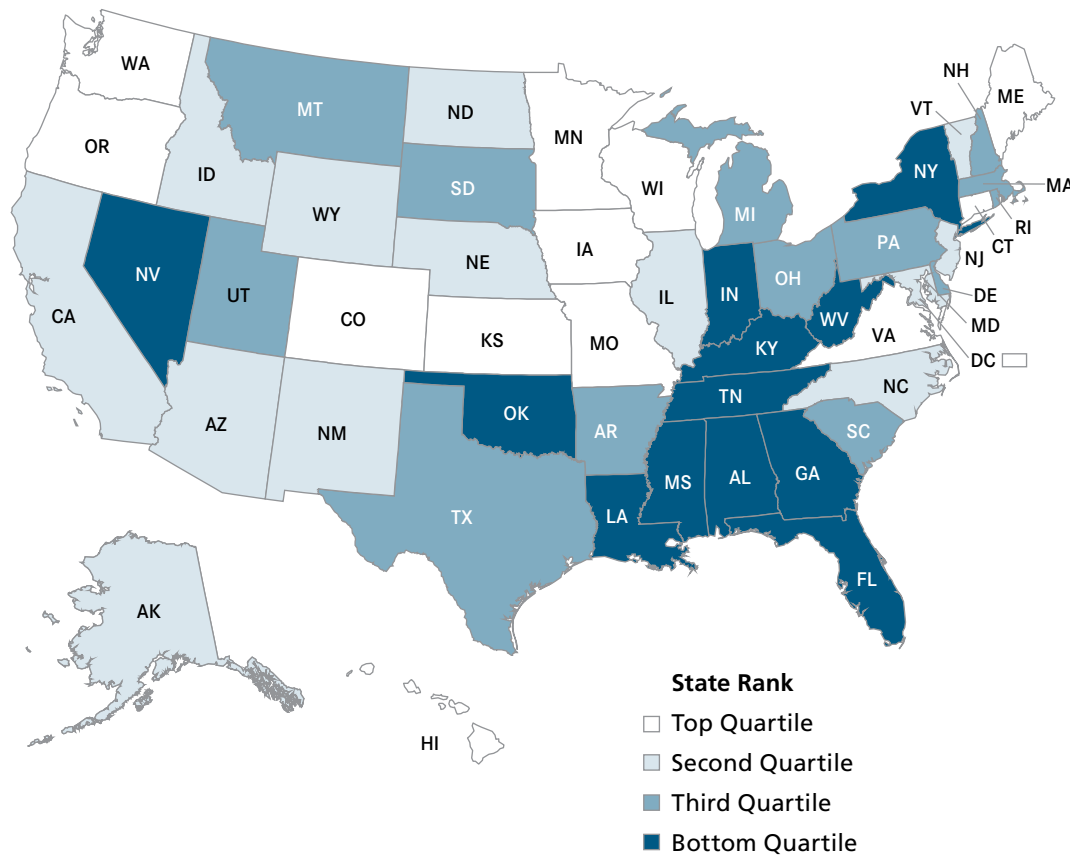 WA
MT
ND
MN
OR
ID
SD
WI
WY
MI
NH
VT
ME
NY
MA
RI
CT
NE
IA
PA
NJ
NV
UT
IL
IN
OH
DE
CA
CO
KS
MO
WV
VA
MD
DC
KY
AZ
NM
OK
TN
NC
AR
SC
TX
MS
AL
GA
LA
FL
AK
HI
State Rank
Top Quartile
Second Quartile
Third Quartile
Bottom Quartile